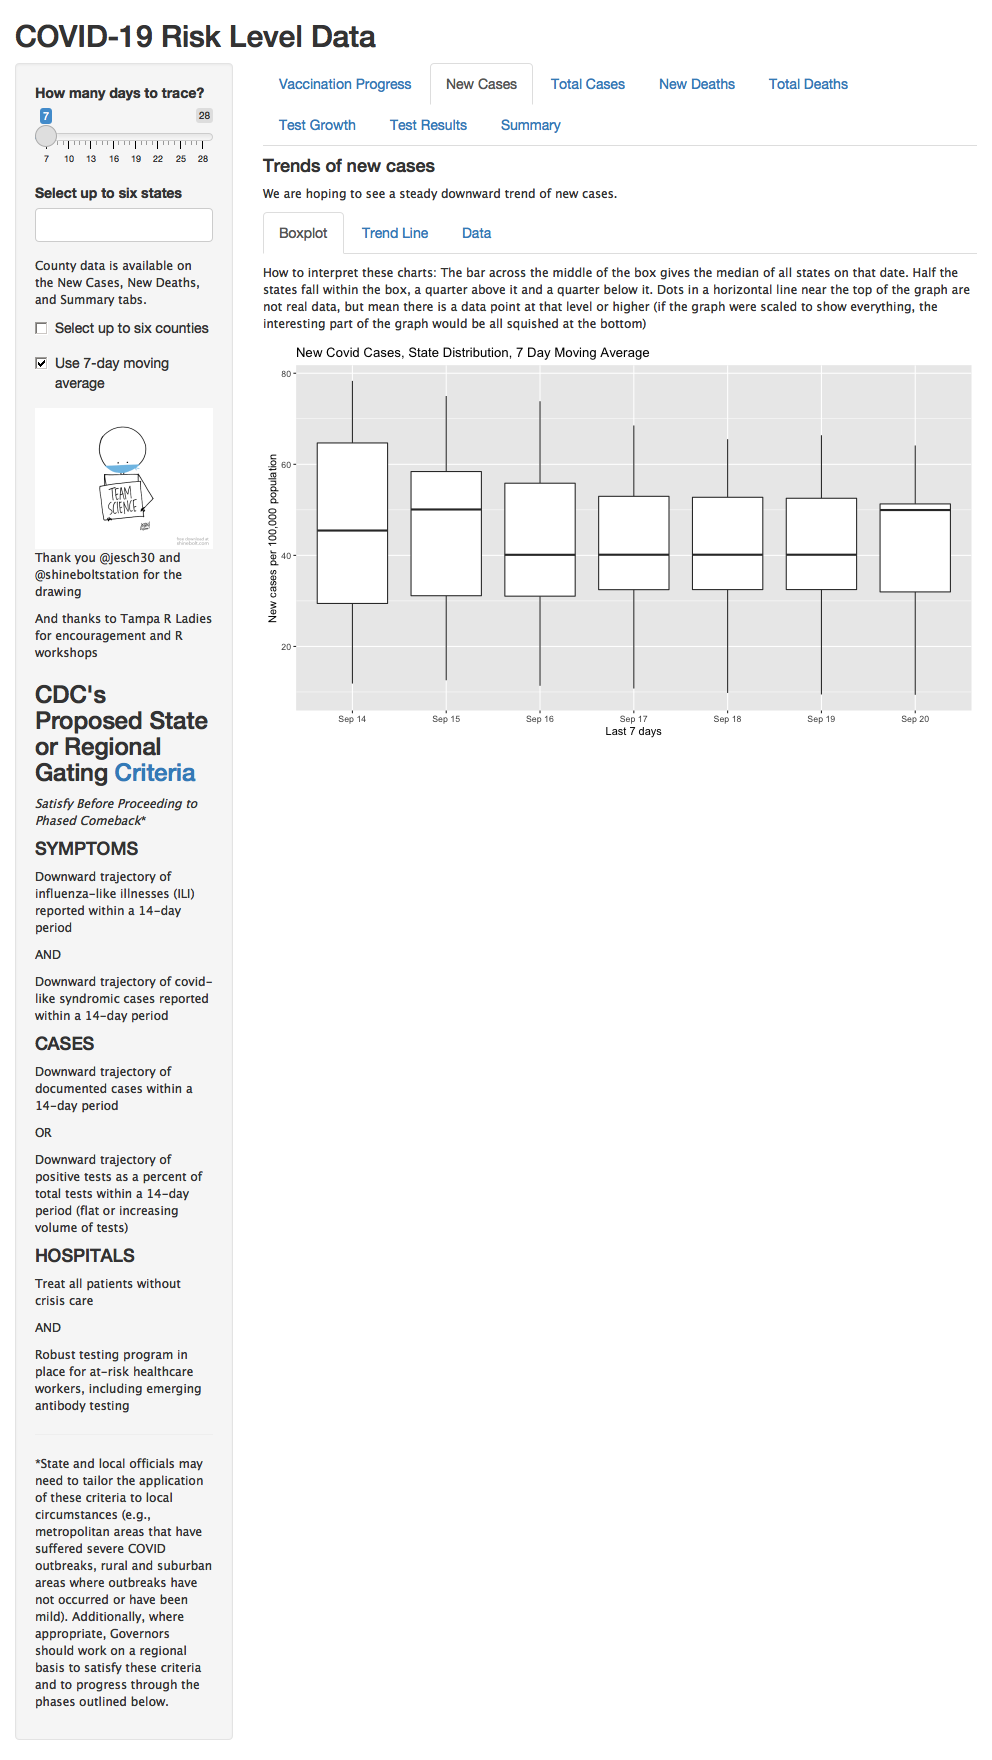 COVID-19 Risk Level Data
How many days to trace?
7
28
7 10 13 16 19 22 25 28
Select up to six states
County data is available on
the New Cases, New Deaths,
and Summary tabs.
Select up to six counties
Use 7-day moving
average
TEAM
SCIENCE
free download at
shinebolt.com
Thank you @jesch30 and
@shineboltstation for the
drawing
And thanks to Tampa R Ladies
for encouragement and R
workshops
CDC's
Proposed State
or Regional
Gating Criteria
Satisfy Before Proceeding to
Phased Comeback*
SYMPTOMS
Downward trajectory of
influenza-like illnesses (ILI)
reported within a 14-day
period
AND
Downward trajectory of covid-
like syndromic cases reported
within a 14-day period
CASES
Downward trajectory of
documented cases within a
14-day period
OR
Downward trajectory of
positive tests as a percent of
total tests within a 14-day
period (flat or increasing
volume of tests)
HOSPITALS
Treat all patients without
crisis care
AND
Robust testing program in
place for at-risk healthcare
workers, including emerging
antibody testing
*State and local officials may
need to tailor the application
of these criteria to local
circumstances (e.g.,
metropolitan areas that have
suffered severe COVID
outbreaks, rural and suburban
areas where outbreaks have
not occurred or have been
mild). Additionally, where
appropriate, Governors
should work on a regional
basis to satisfy these criteria
and to progress through the
phases outlined below.
Vaccination Progress New Cases Total Cases New Deaths Total Deaths
Test Growth Test Results Summary
Trends of new cases
We are hoping to see a steady downward trend of new cases.
Boxplot Trend Line Data
How to interpret these charts: The bar across the middle of the box gives the median of all states on that date. Half the
states fall within the box, a quarter above it and a quarter below it. Dots in a horizontal line near the top of the graph are
not real data, but mean there is a data point at that level or higher (if the graph were scaled to show everything, the
interesting part of the graph would be all squished at the bottom)
New Covid Cases, State Distribution, 7 Day Moving Average
New cases per 100,000 population
80
60
40
20
Sep 14 Sep 15 Sep 16 Sep 17 Sep 18 Sep 19 Sep 20
Last 7 days